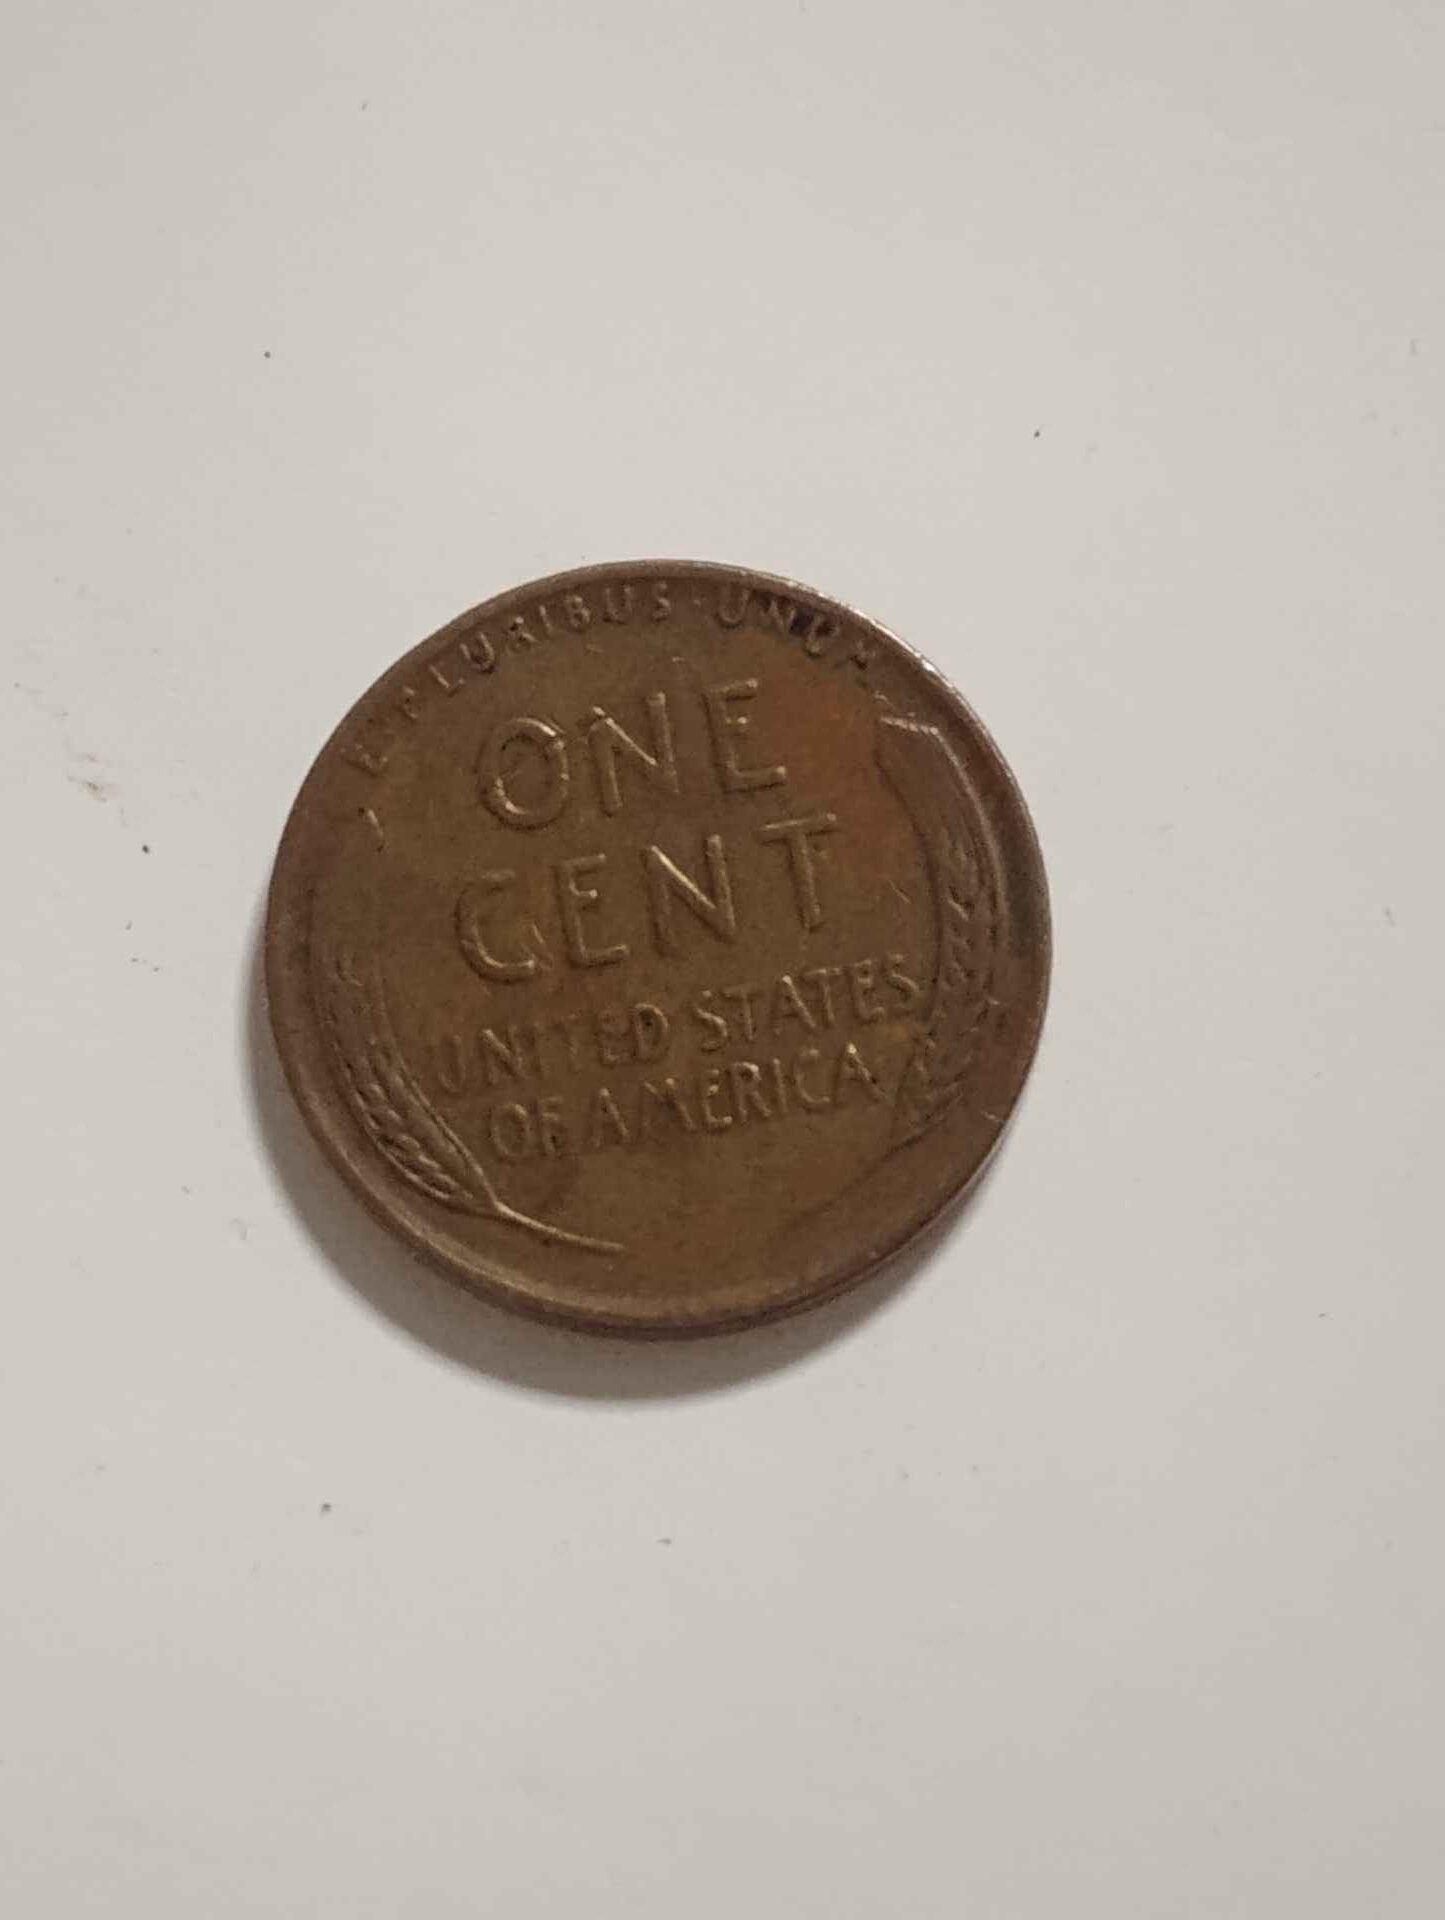 E·PLURIBUS·UNUM
ONE
CENT
UNITED STATES
OF AMERICA